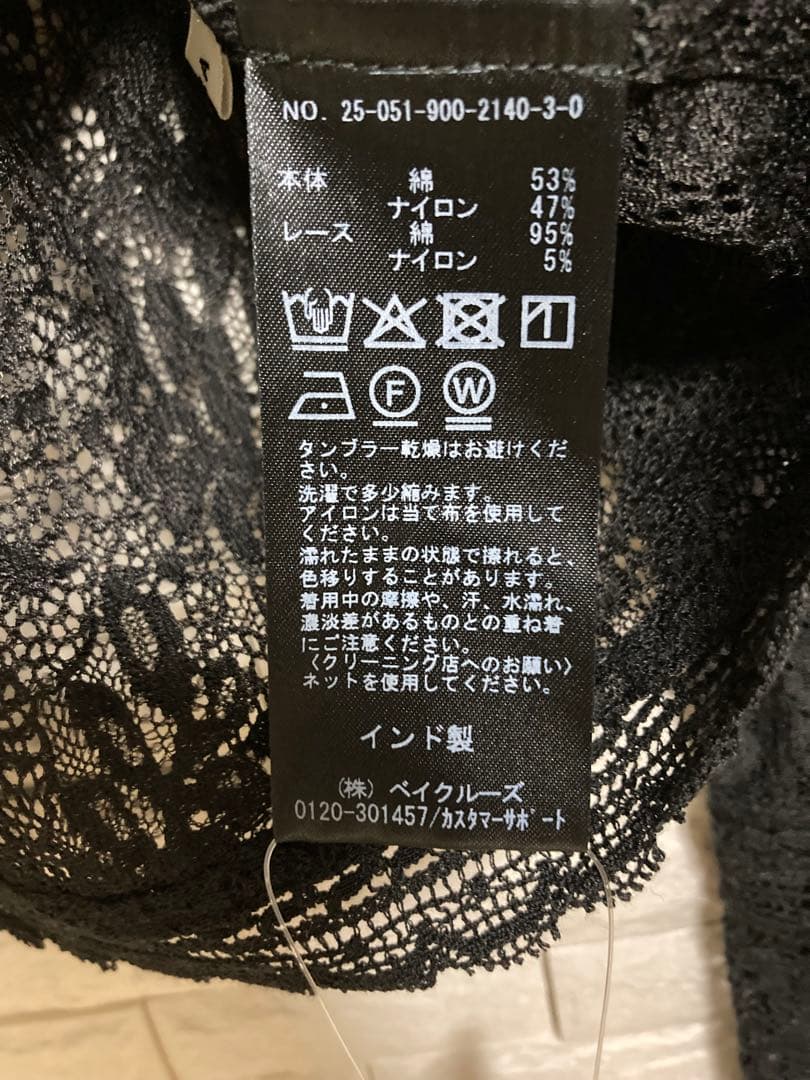 NO. 25-051-900-2140-3-0
本体 綿 53%
ナイロン 47%
レース 綿 95%
ナイロン 5%
F W
タンブラー乾燥はお避けくだ
さい。
洗濯で多少縮みます。
アイロンは当て布を使用して
ください。
濡れたままの状態で擦れると、
色移りすることがあります。
着用中の摩擦や、汗、水濡れ、
濃淡差があるものとの重ね着
にご注意ください。
〈クリーニング店へのお願い〉
ネットを使用してください。
インド製
(株) ベイクルーズ
0120-301457/カスタマーサポート